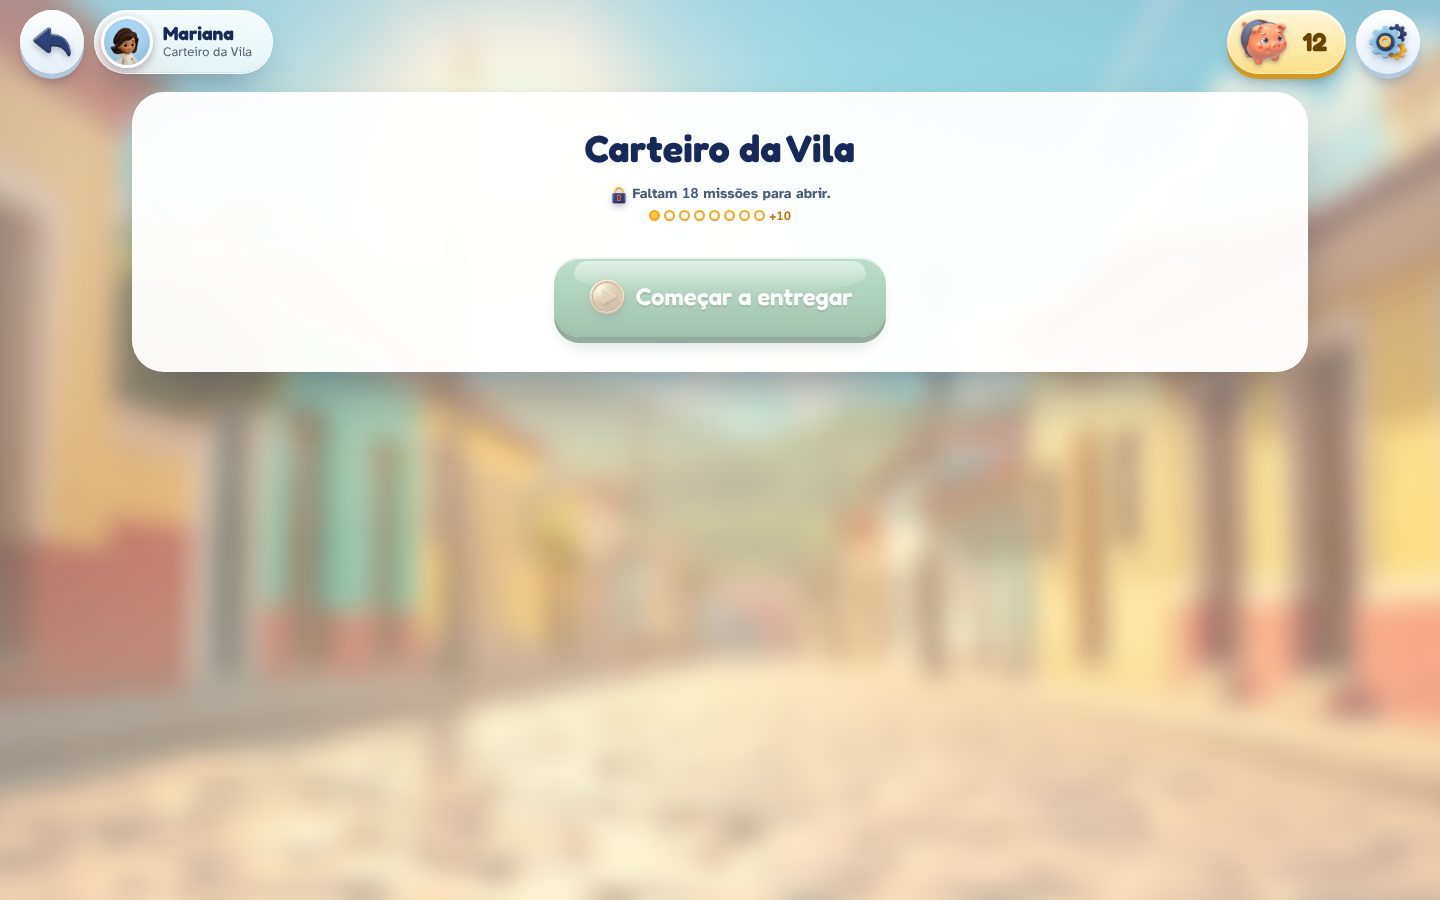 Mariana
Carteiro da Vila
12
Carteiro da Vila
Faltam 18 missões para abrir.
+10
Começar a entregar